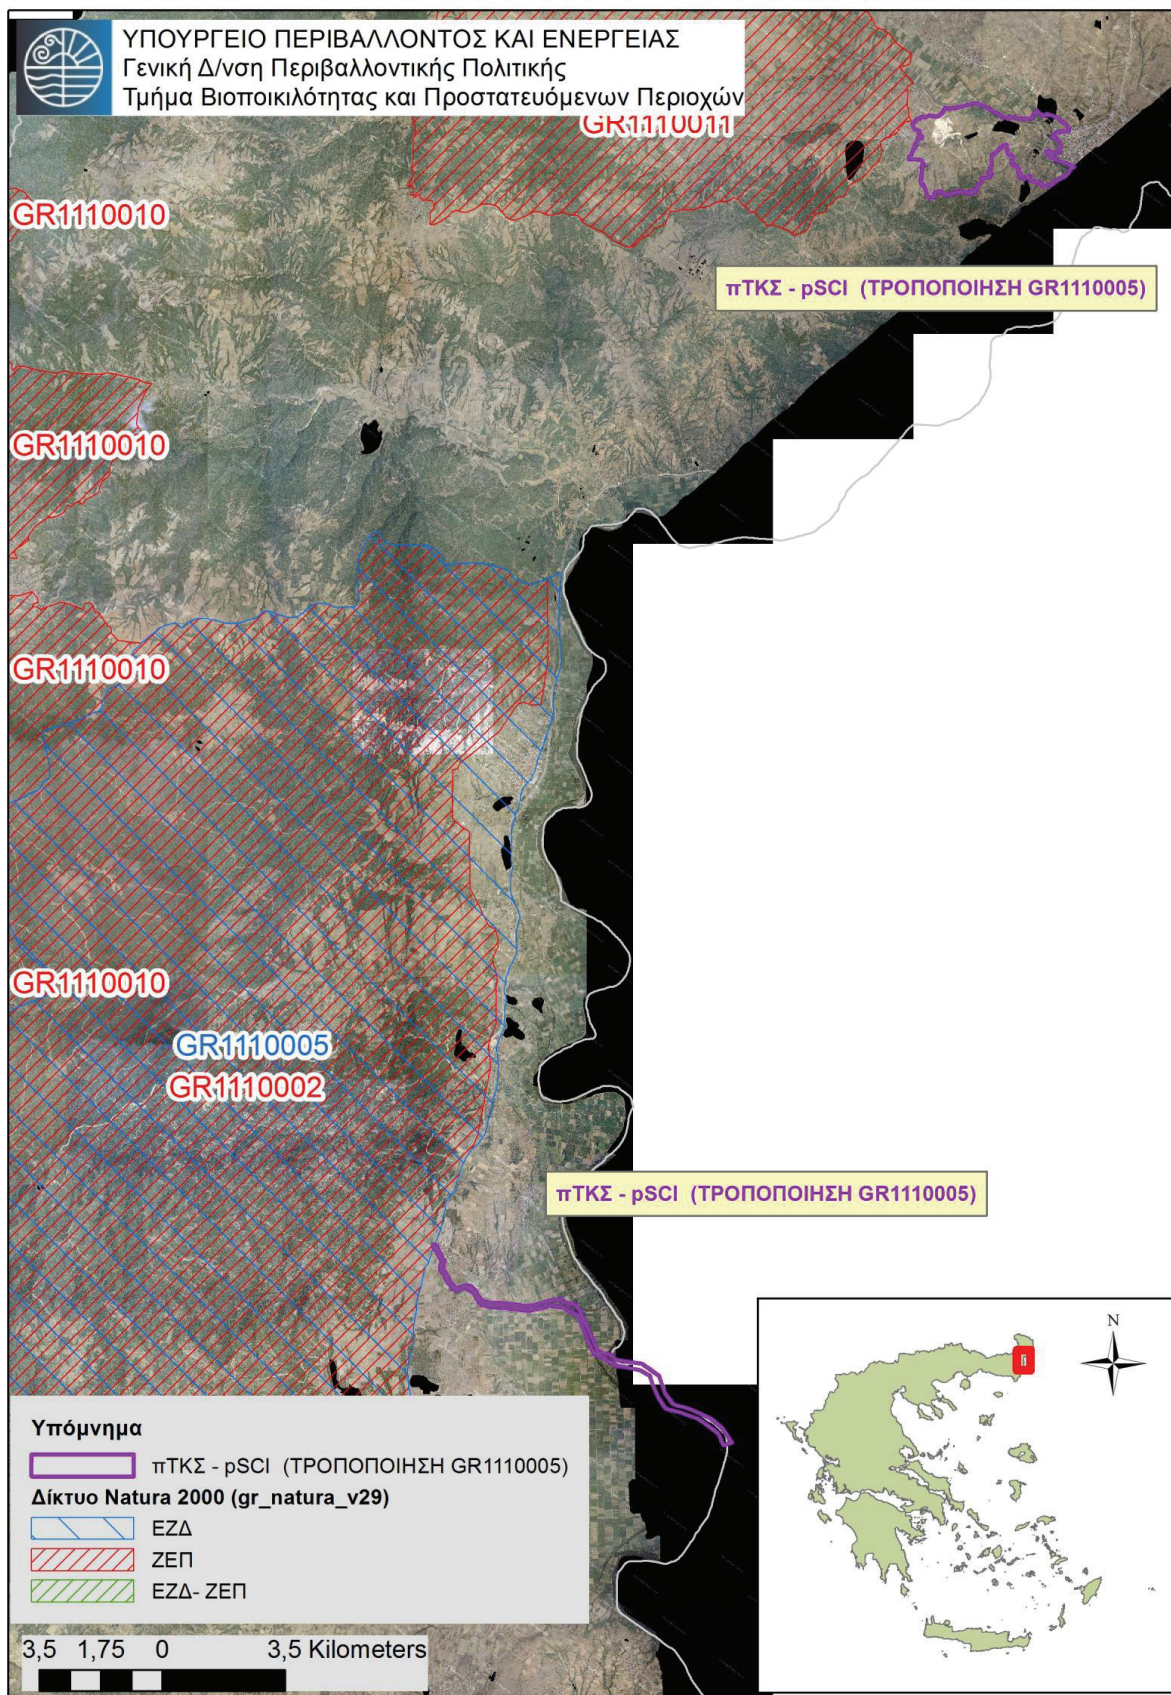 ΥΠΟΥΡΓΕΙΟ ΠΕΡΙΒΑΛΛΟΝΤΟΣ ΚΑΙ ΕΝΕΡΓΕΙΑΣ
Γενική Δ/νση Περιβαλλοντικής Πολιτικής
Τμήμα Βιοποικιλότητας και Προστατευόμενων Περιοχών
GR1110011
GR1110010
πΤΚΣ - pSCI (ΤΡΟΠΟΠΟΙΗΣΗ GR1110005)
GR1110010
GR1110010
GR1110010
GR1110005
GR1110002
πΤΚΣ - pSCI (ΤΡΟΠΟΠΟΙΗΣΗ GR1110005)
N
Υπόμνημα
πΤΚΣ - pSCI (ΤΡΟΠΟΠΟΙΗΣΗ GR1110005)
Δίκτυο Natura 2000 (gr_natura_v29)
ΕΖΔ
ΖΕΠ
ΕΖΔ- ΖΕΠ
3,5 1,75 0 3,5 Kilometers